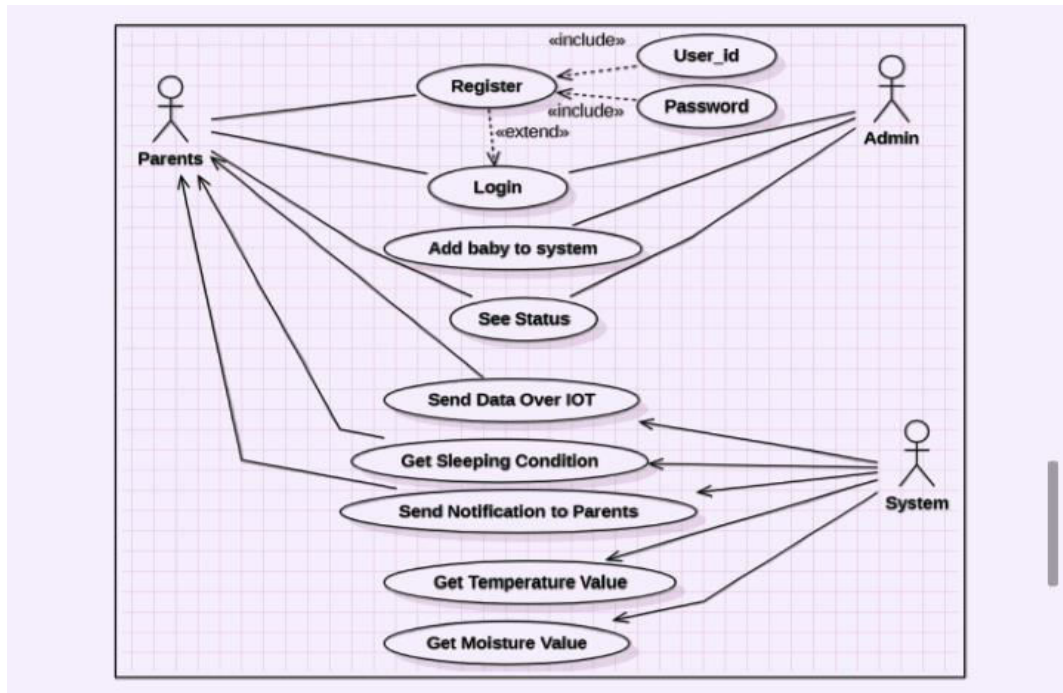 «include»
User_id
Register
Password
«include»
«extend»
Parents
Admin
Login
Add baby to system
See Status
Send Data Over IOT
Get Sleeping Condition
System
Send Notification to Parents
Get Temperature Value
Get Moisture Value